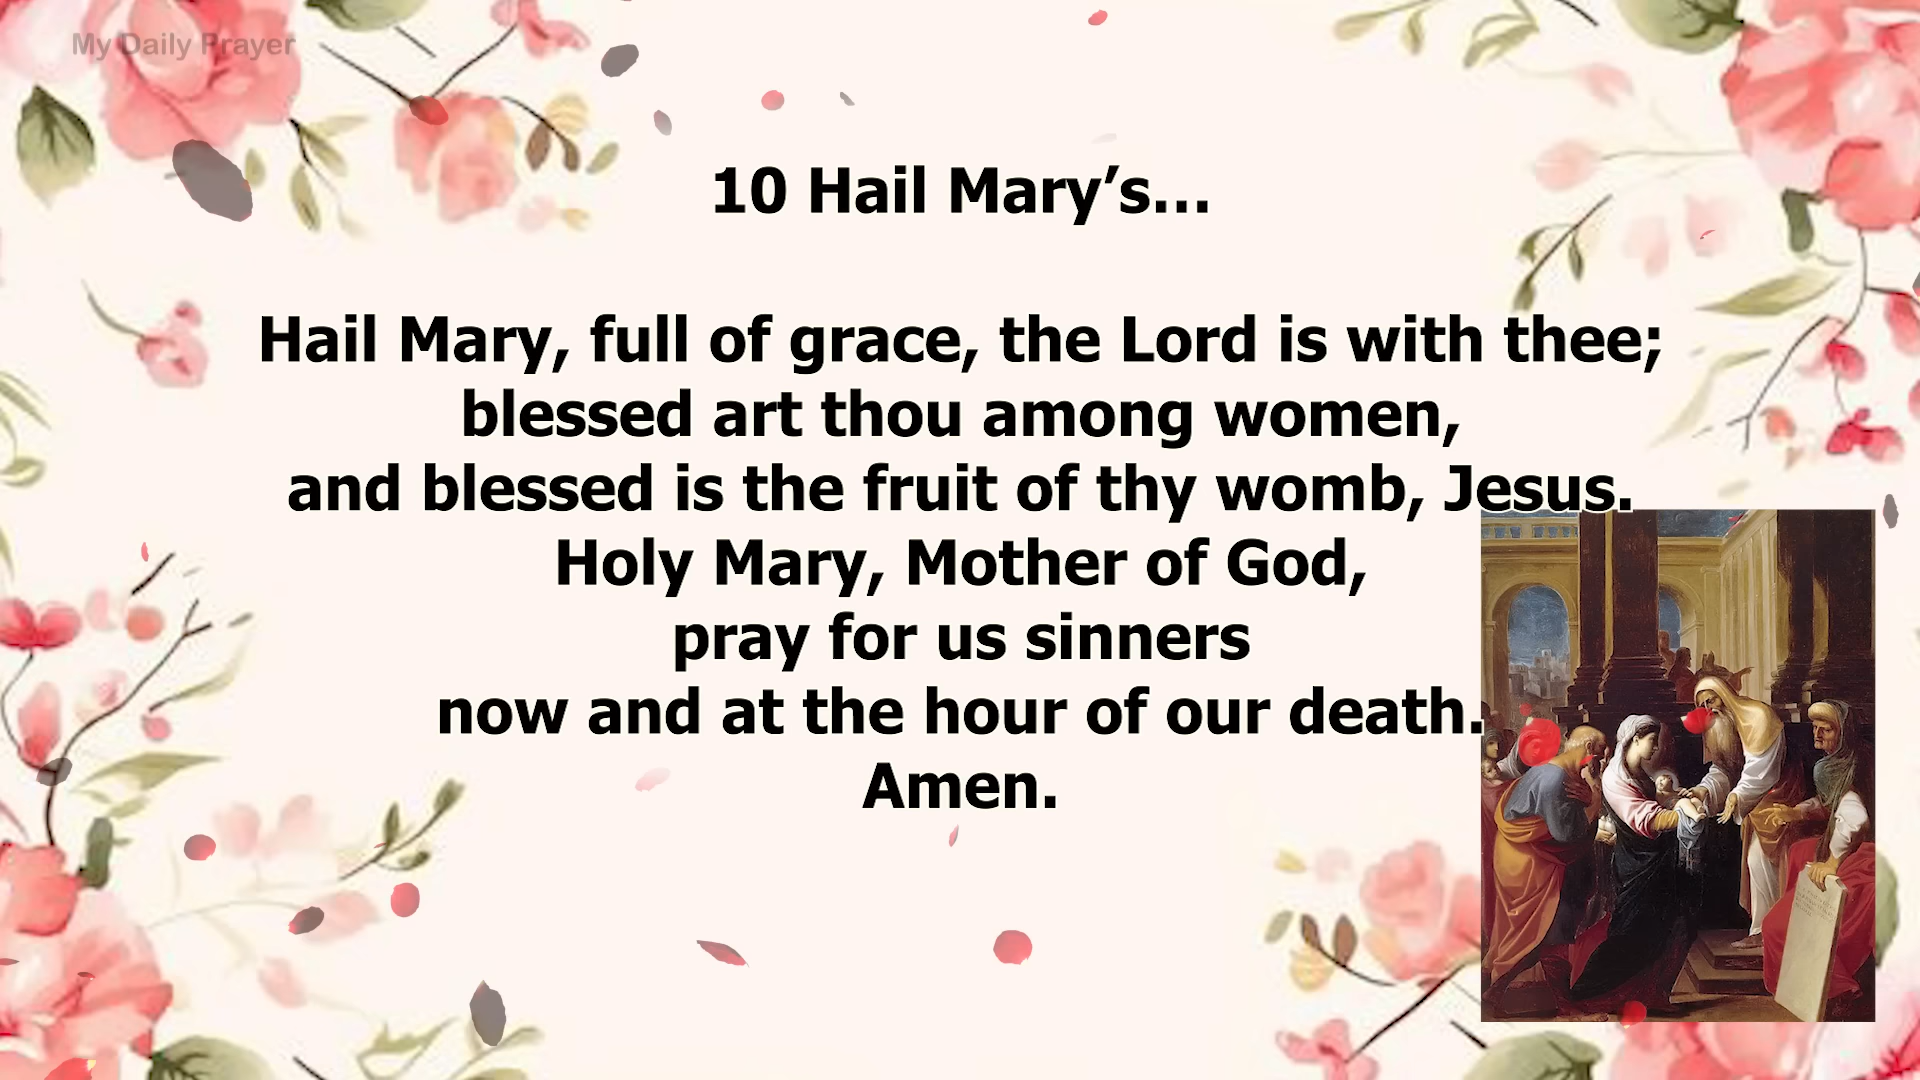 My Daily Prayer
10 Hail Mary’s...
Hail Mary, full of grace, the Lord is with thee;
blessed art thou among women,
and blessed is the fruit of thy womb, Jesus.
Holy Mary, Mother of God,
pray for us sinners
now and at the hour of our death.
Amen.